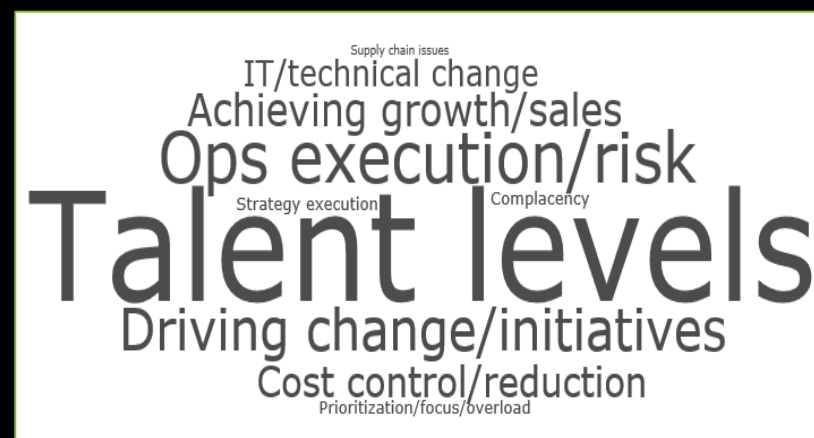 Supply chain issues
IT/technical change
Achieving growth/sales
Ops execution/risk
Strategy execution
Complacency
Talent levels
Driving change/initiatives
Cost control/reduction
Prioritization/focus/overload